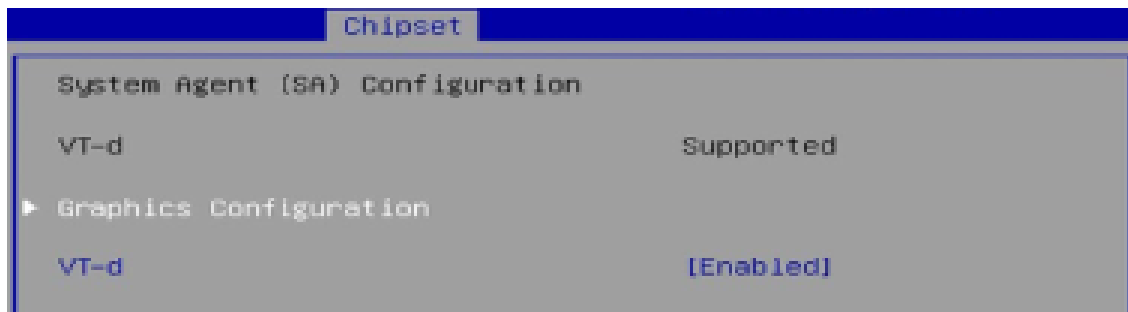 Chipset
System Agent (SA) Configuration
VT-d Supported
Graphics Configuration
VT-d [Enabled]